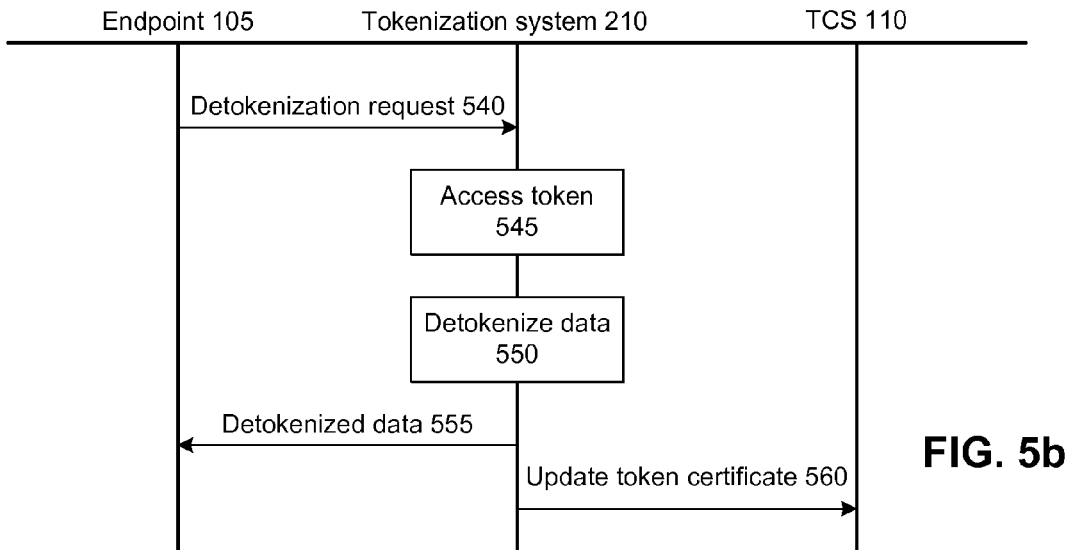 Endpoint 105
Tokenization system 210
TCS 110
Detokenization request 540
Access token
545
Detokenize data
550
Detokenized data 555
Update token certificate 560
FIG. 5b